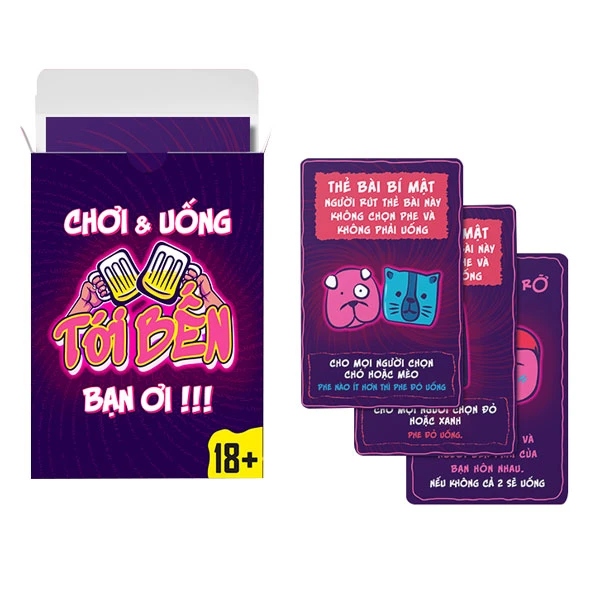 CHƠI & UỐNG
TỚI BẾN
BẠN ƠI !!!
18+
THẺ BÀI BÍ MẬT
NGƯỜI RÚT THẺ BÀI NÀY
KHÔNG CHỌN PHE VÀ
KHÔNG PHẢI UỐNG
CHO MỌI NGƯỜI CHỌN
CHÓ HOẶC MÈO
PHE NÀO ÍT HƠN THÌ PHE ĐÓ UỐNG
MẬT
BÀI NÀY
VÀ
UỐNG
CHO MỌI NGƯỜI CHỌN ĐỎ
HOẶC XANH
PHE ĐỎ UỐNG.
RỠ
VÀ
CỦA
BẠN HÔN NHAU.
NẾU KHÔNG CẢ 2 SẼ UỐNG